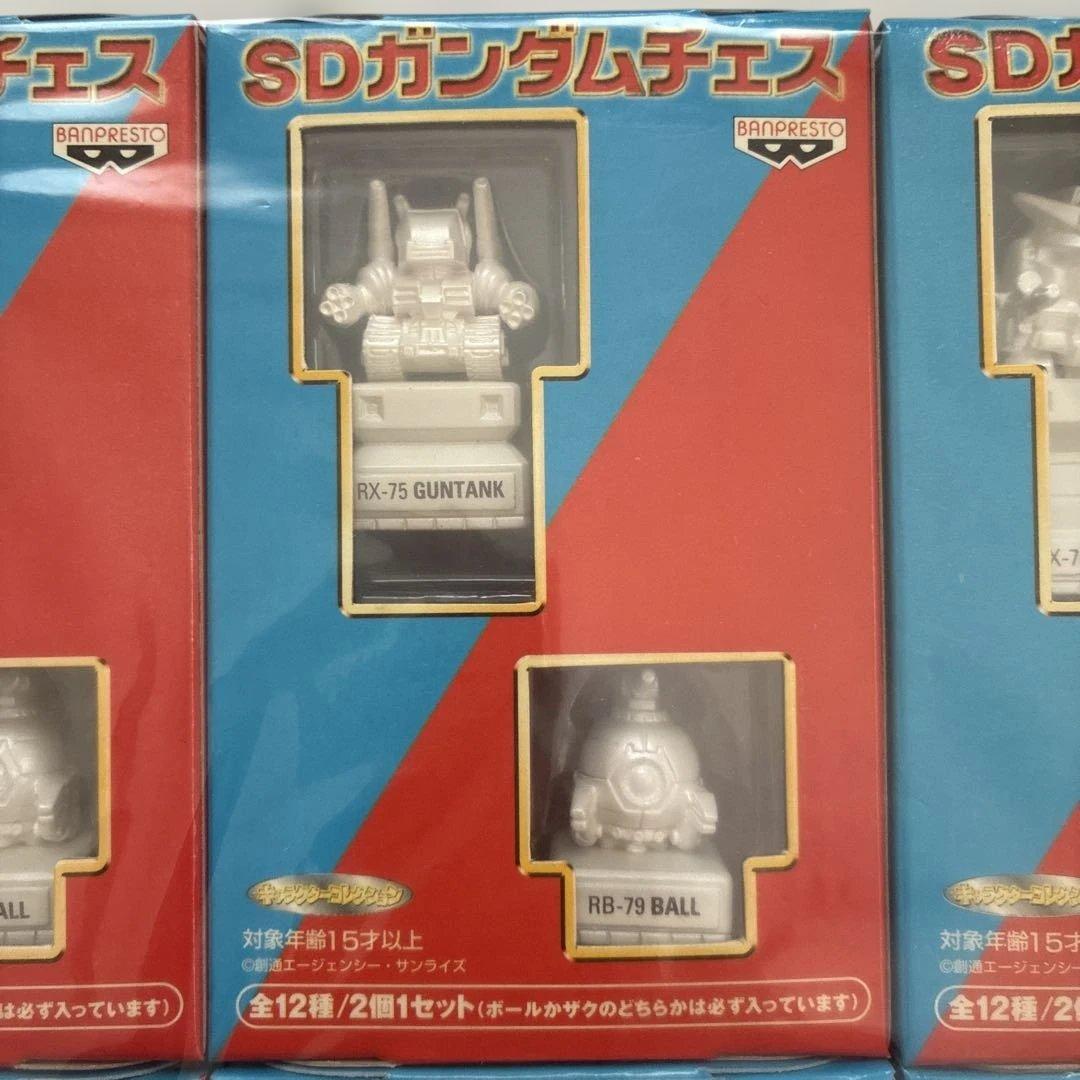 チェス
BANPRESTO
ALL
は必ず入っています)
SDガンダムチェス
BANPRESTO
RX-75 GUNTANK
RB-79 BALL
キャラクターコレクション
対象年齢15才以上
©創通エージェンシー・サンライズ
全12種/2個1セット(ボールかザクのどちらかは必ず入っています)
SDガ
X-7
キャラクターコ
対象年齢15才
©創通エージェンシー
全12種/2個